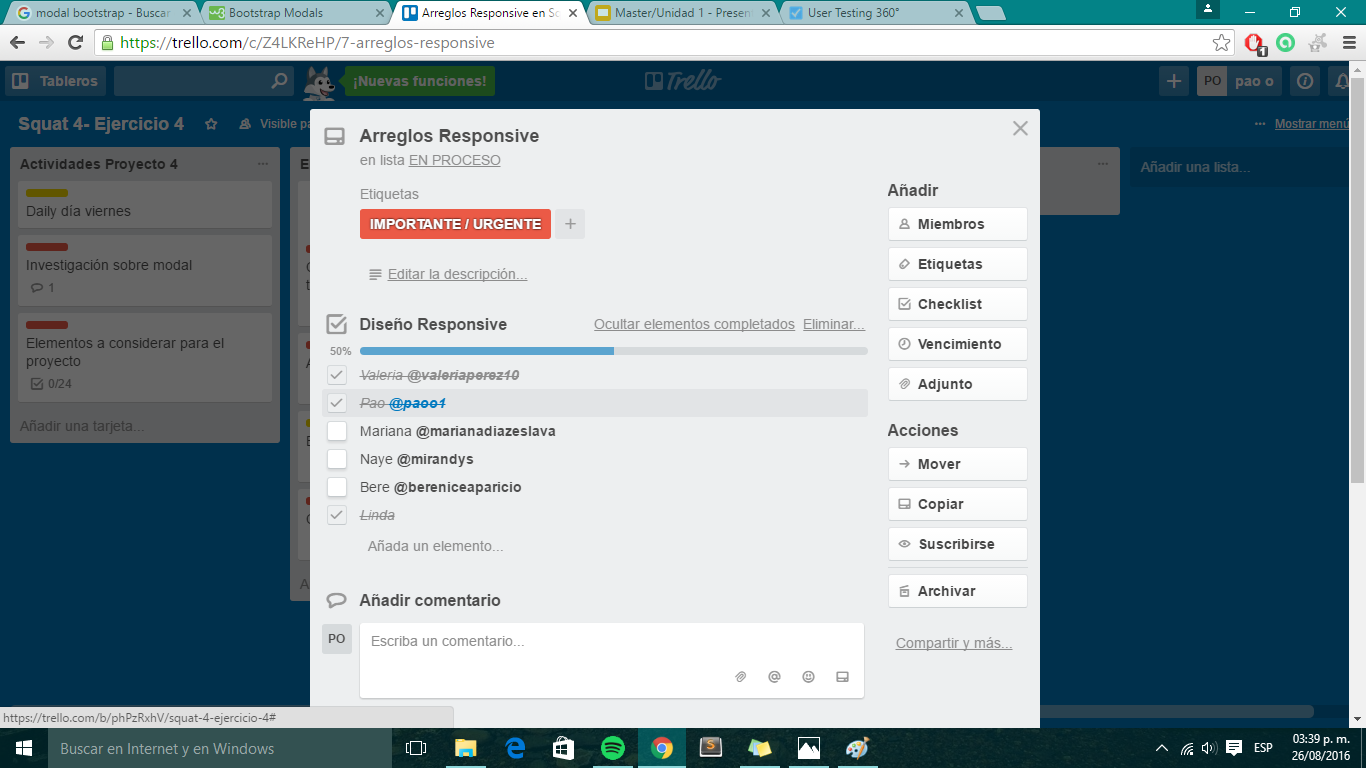 modal bootstrap - Buscar
Bootstrap Modals
Arreglos Responsive en Sq
Master/Unidad 1 - Present
User Testing 360°
https://trello.com/c/Z4LKReHP/7-arreglos-responsive
1
Tableros
¡Nuevas funciones!
Trello
PO
pao o
Squat 4- Ejercicio 4
Visible pa
Mostrar menú
Actividades Proyecto 4
Daily día viernes
Investigación sobre modal
1
Elementos a considerar para el
proyecto
0/24
Añadir una tarjeta...
Añadir una lista...
Arreglos Responsive
en lista EN PROCESO
Etiquetas
IMPORTANTE / URGENTE
Editar la descripción...
Diseño Responsive
Ocultar elementos completados
Eliminar...
50%
Valeria @valeriaperez10
Pao @paoo1
Mariana @marianadiazeslava
Naye @mirandys
Bere @bereniceaparicio
Linda
Añada un elemento...
Añadir comentario
PO
Escriba un comentario...
Añadir
Miembros
Etiquetas
Checklist
Vencimiento
Adjunto
Acciones
Mover
Copiar
Suscribirse
Archivar
Compartir y más...
https://trello.com/b/phPzRxhV/squat-4-ejercicio-4#
Buscar en Internet y en Windows
ESP
03:39 p. m.
26/08/2016